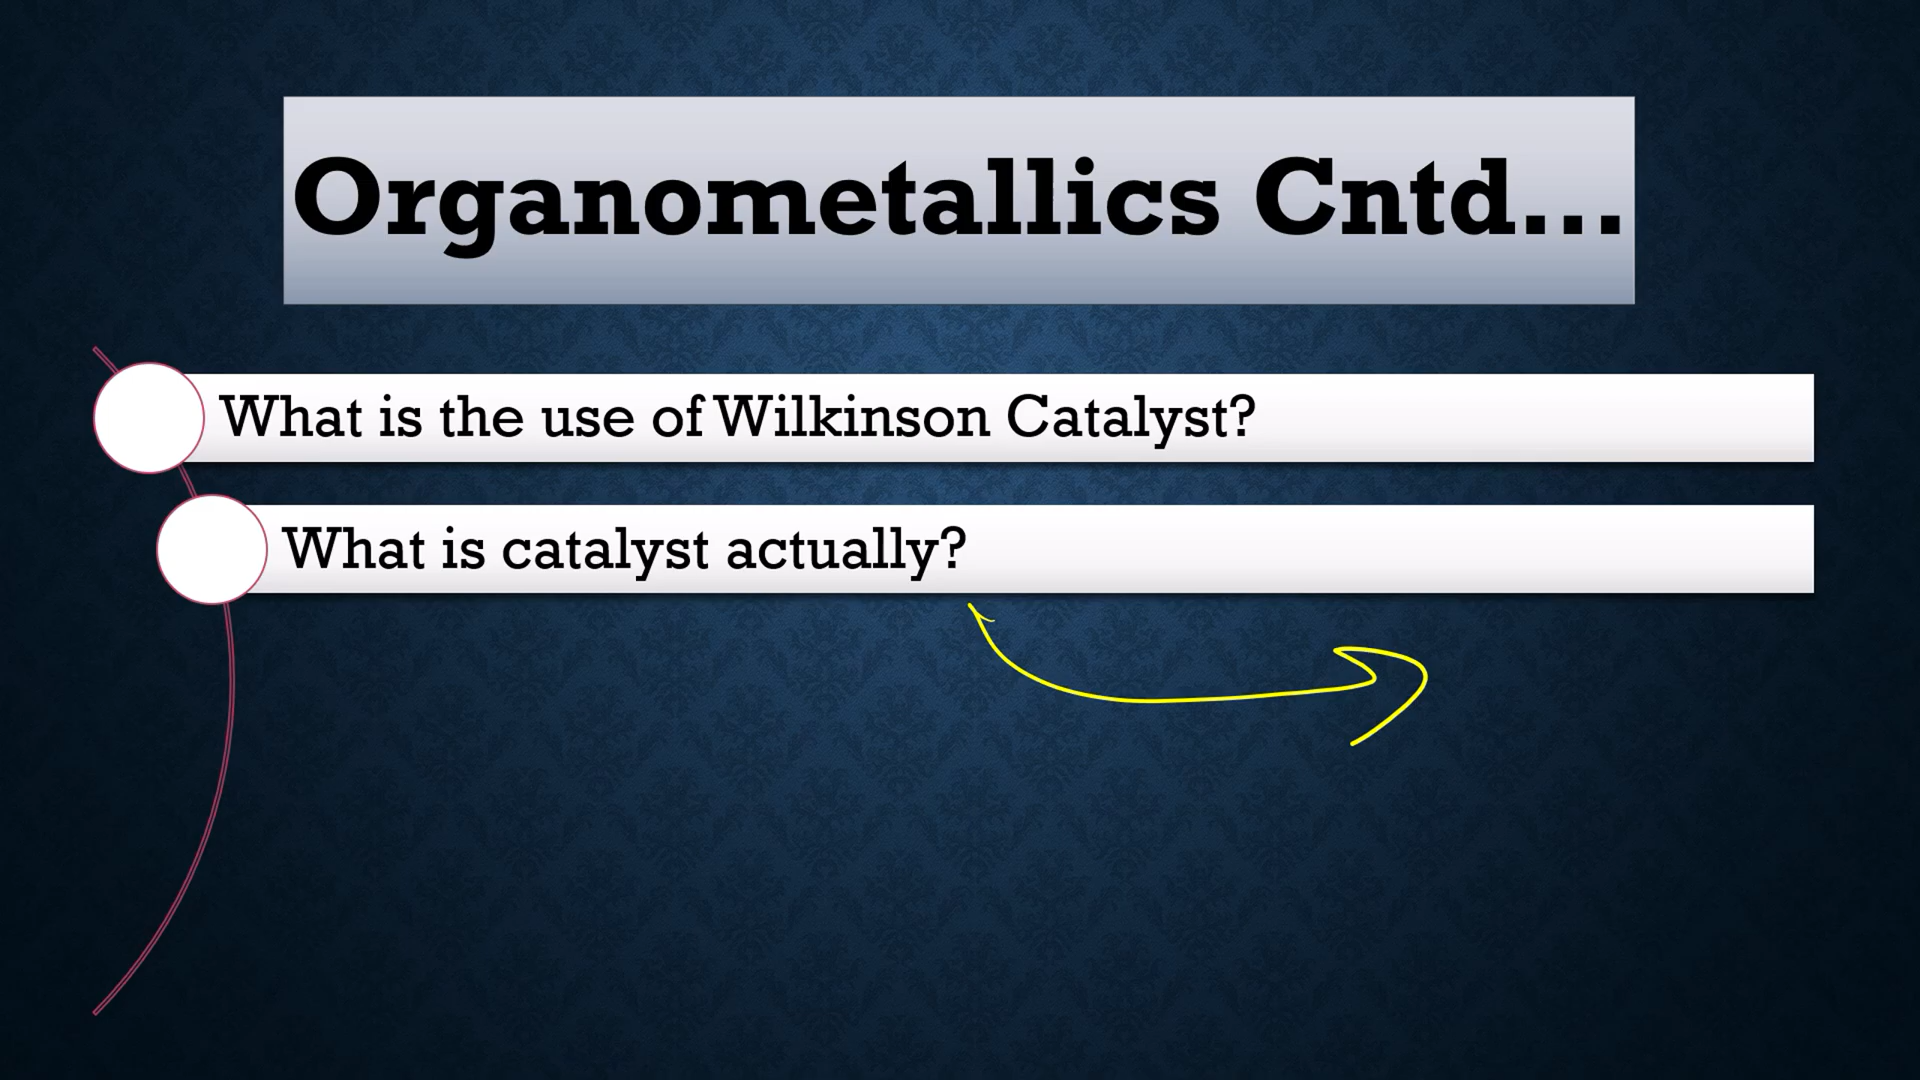 Organometallics Cntd...
What is the use of Wilkinson Catalyst?
What is catalyst actually?